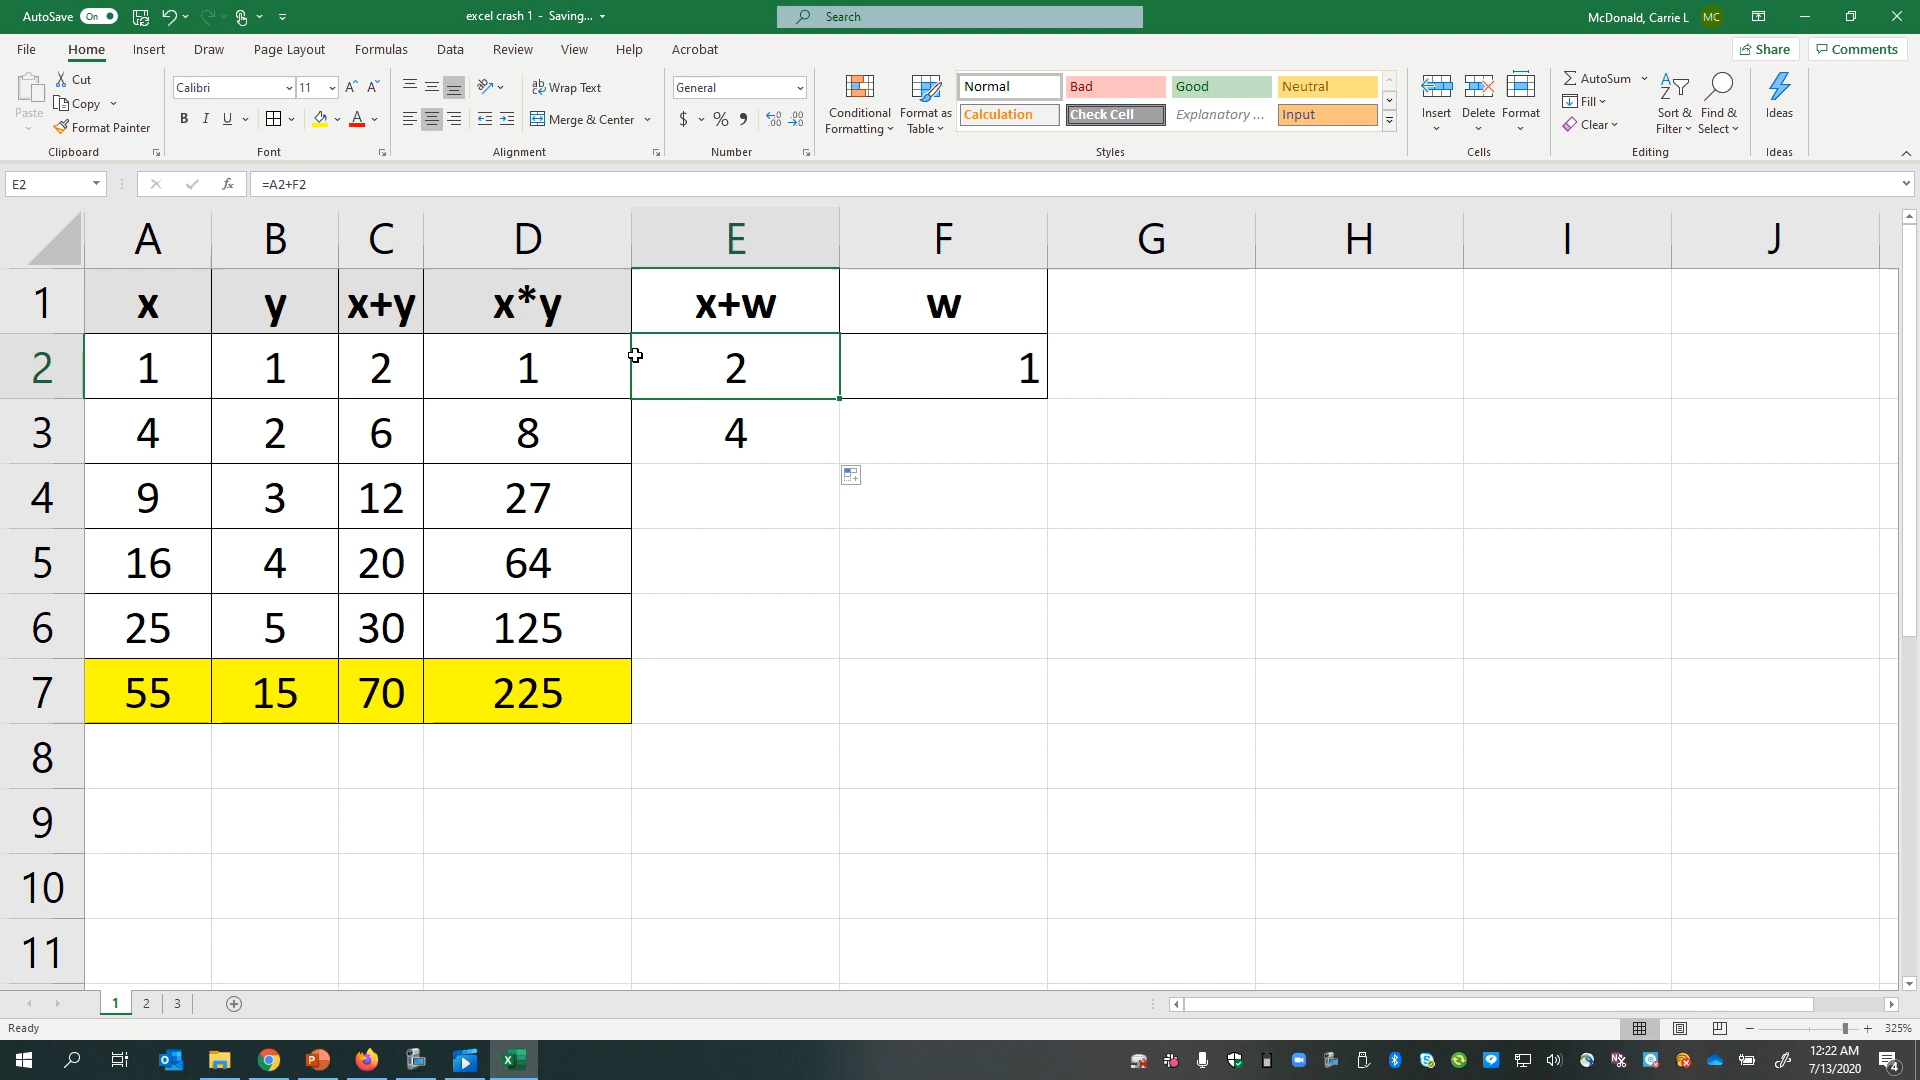 AutoSave On excel crash 1 - Saving... Search McDonald, Carrie L MC
File Home Insert Draw Page Layout Formulas Data Review View Help Acrobat Share Comments
Paste Cut Copy Format Painter
Clipboard
Calibri 11 A A
B I U A
Font
Wrap Text
Merge & Center
Alignment
General
$ % 9 .00 .00
Number
Conditional Formatting Format as Table
Normal Bad Good Neutral
Calculation Check Cell Explanatory ... Input
Styles
Insert Delete Format
Cells
AutoSum
Fill
Clear
Sort & Filter Find & Select
Editing
Ideas
Ideas
E2 fx =A2+F2
A B C D E F G H I J
1 x y x+y x*y x+w w
2 1 1 2 1 2 1
3 4 2 6 8 4
4 9 3 12 27
5 16 4 20 64
6 25 5 30 125
7 55 15 70 225
8
9
10
11
1 2 3
Ready 325%
12:22 AM
7/13/2020
4